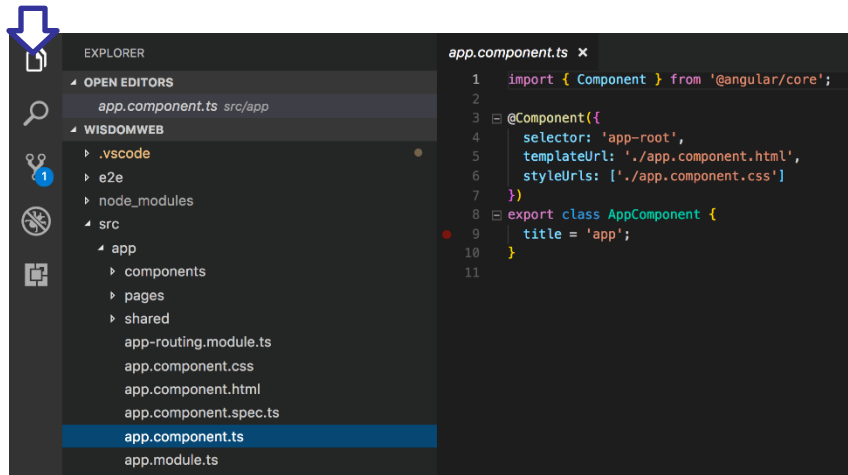 EXPLORER
OPEN EDITORS
app.component.ts src/app
WISDOMWEB
.vscode
e2e
node_modules
src
app
components
pages
shared
app-routing.module.ts
app.component.css
app.component.html
app.component.spec.ts
app.component.ts
app.module.ts
1
app.component.ts ×
1 import { Component } from '@angular/core';
2
3 @Component({
4 selector: 'app-root',
5 templateUrl: './app.component.html',
6 styleUrls: ['./app.component.css']
7 })
8 export class AppComponent {
9 title = 'app';
10 }
11